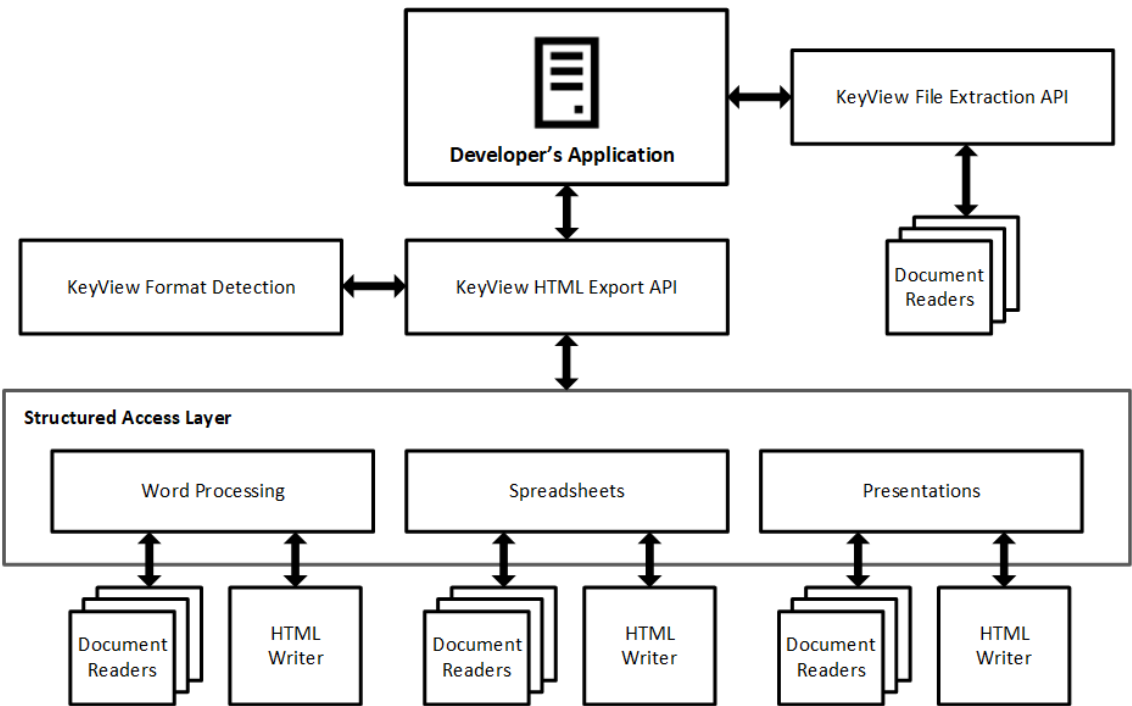 KeyView File Extraction API
Developer’s Application
KeyView Format Detection
KeyView HTML Export API
Document
Readers
Structured Access Layer
Word Processing
Spreadsheets
Presentations
Document
Readers
HTML
Writer
Document
Readers
HTML
Writer
Document
Readers
HTML
Writer